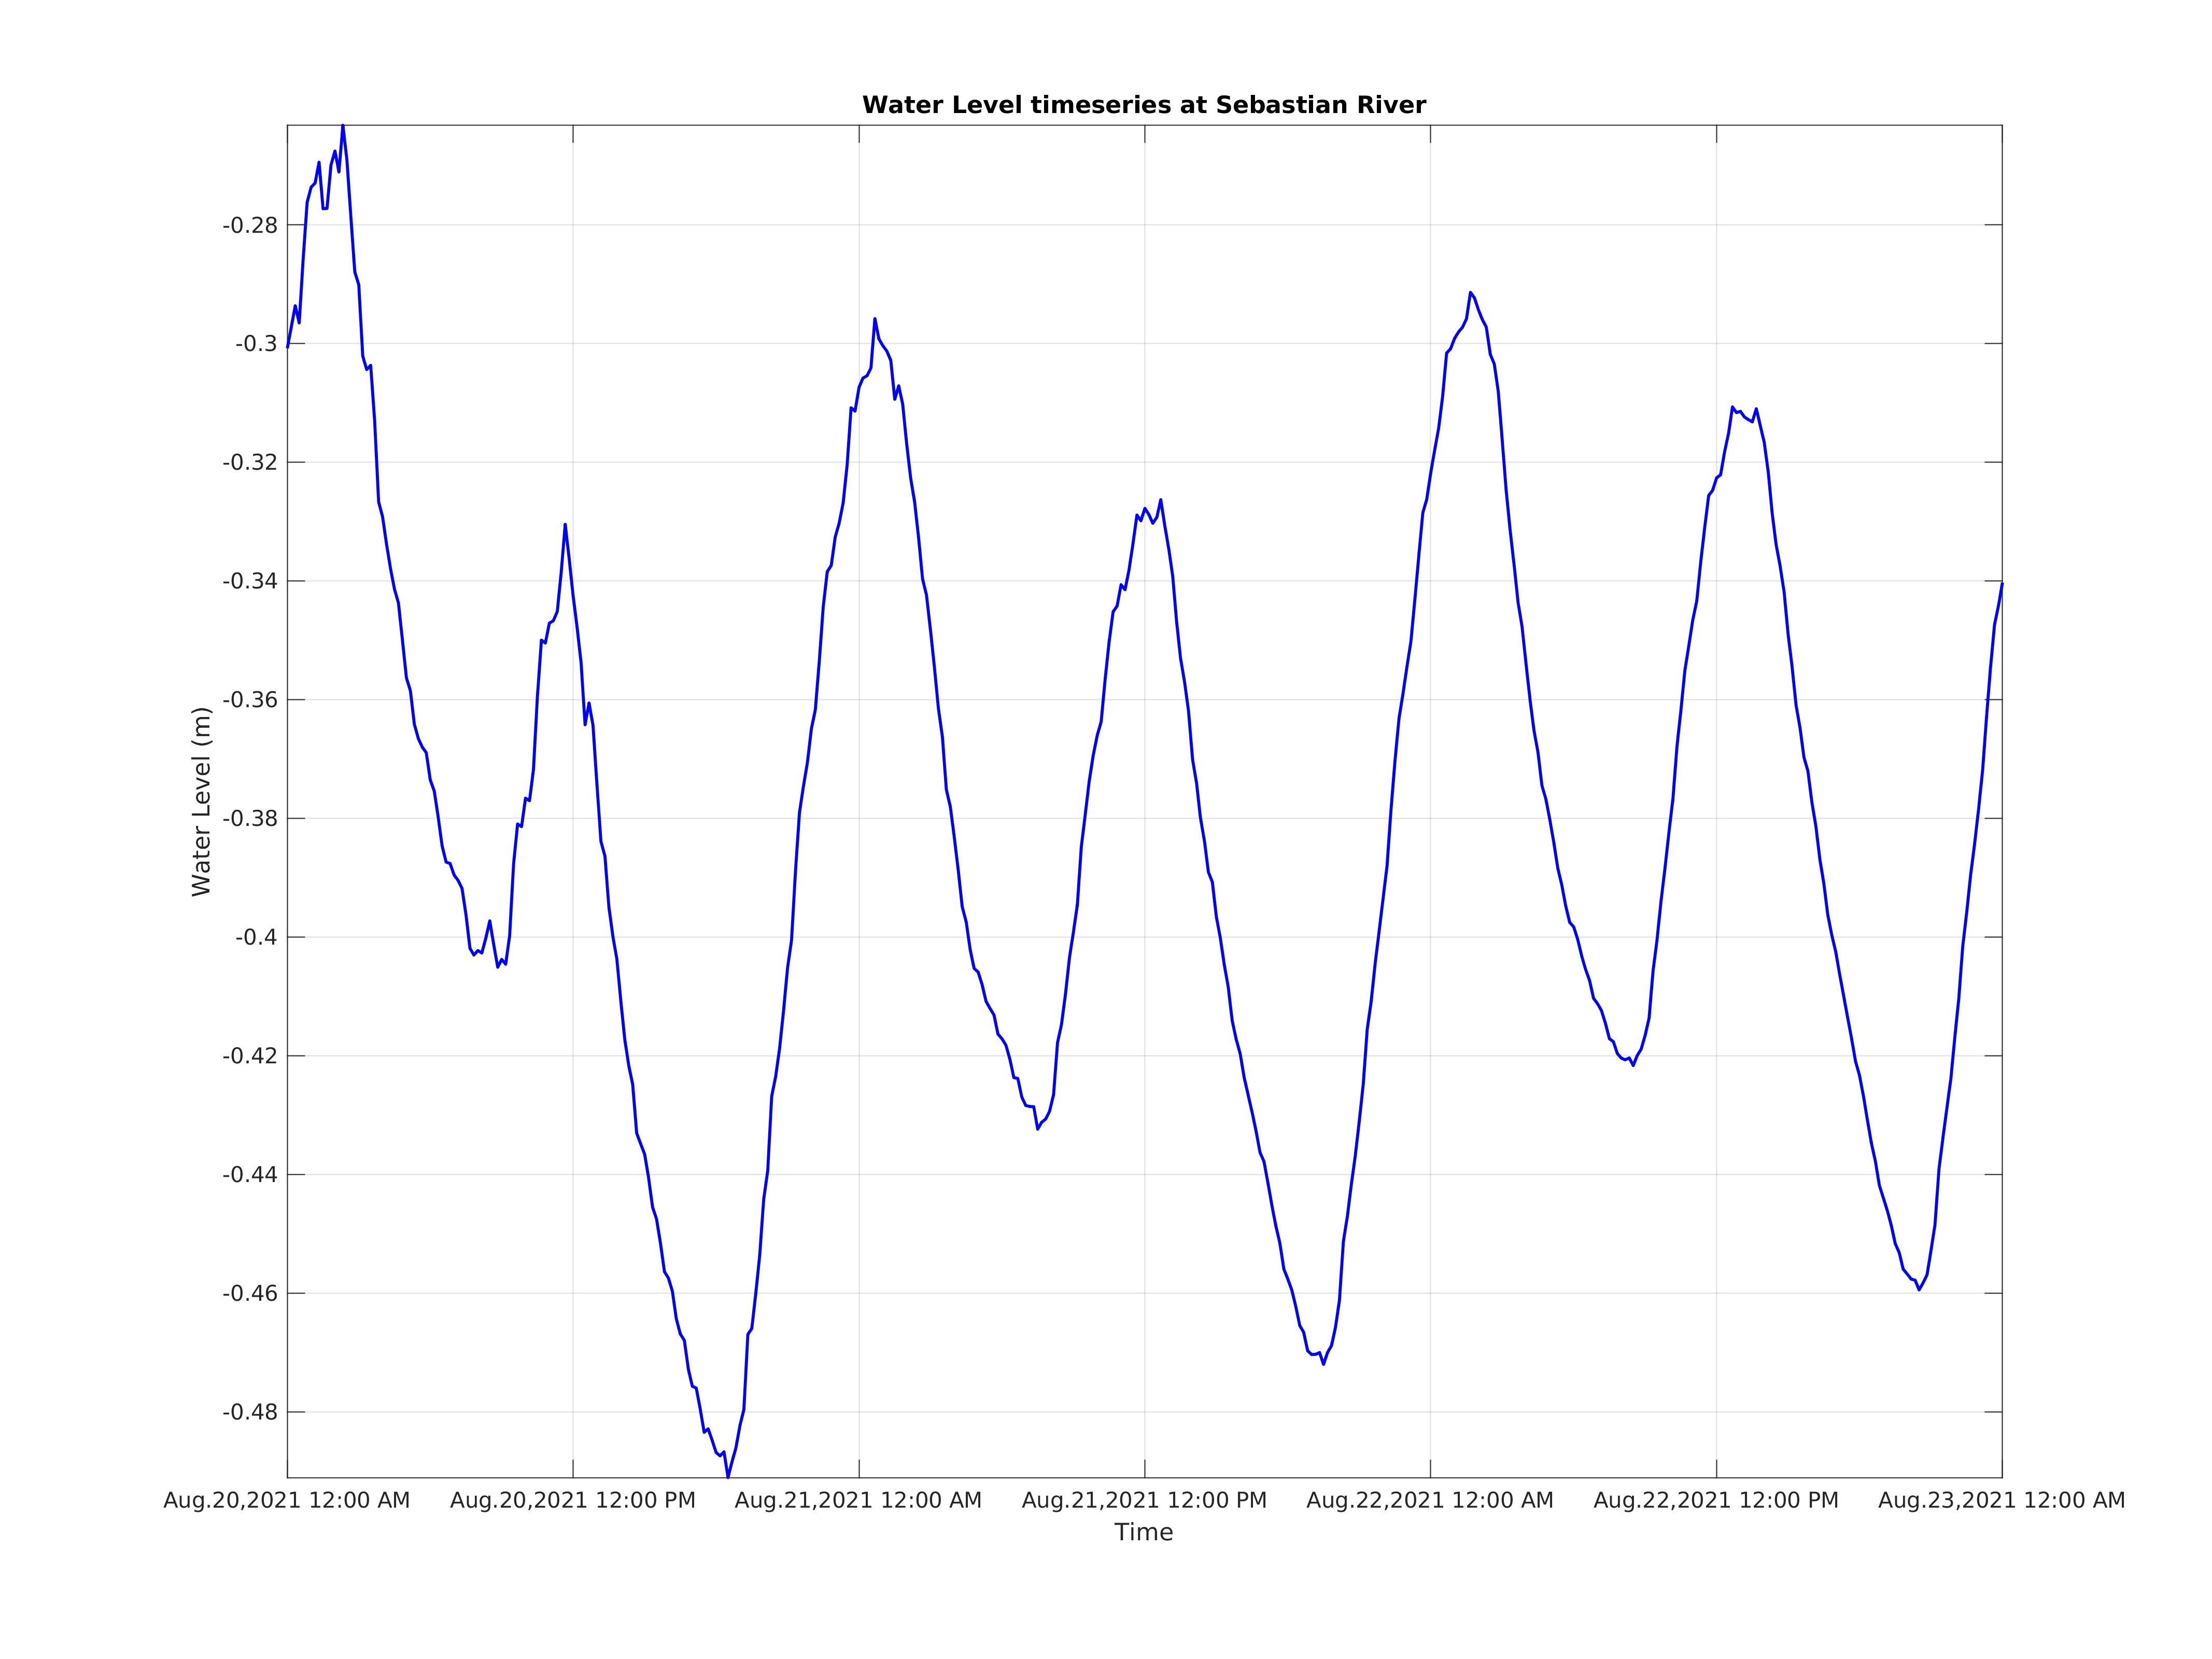 Water Level timeseries at Sebastian River
-0.28
-0.3
-0.32
-0.34
-0.36
-0.38
-0.4
-0.42
-0.44
-0.46
-0.48
Water Level (m)
Aug.20,2021 12:00 AM Aug.20,2021 12:00 PM Aug.21,2021 12:00 AM Aug.21,2021 12:00 PM Aug.22,2021 12:00 AM Aug.22,2021 12:00 PM Aug.23,2021 12:00 AM
Time